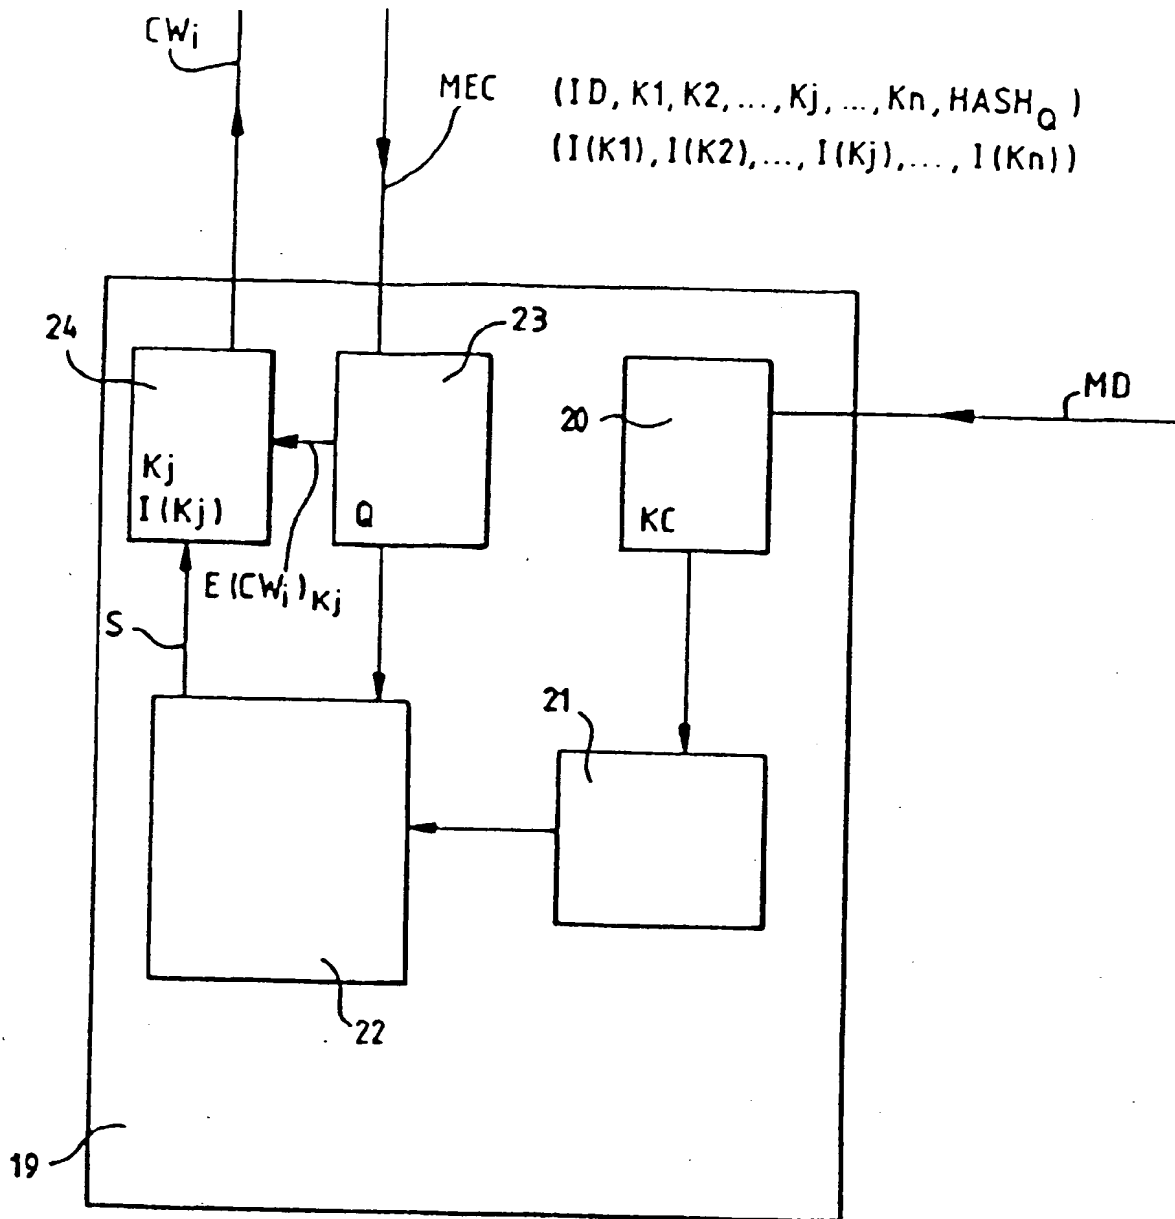 CWi
MEC (ID, K1, K2, ..., Kj, ..., Kn, HASHQ)
(I(K1), I(K2), ..., I(Kj), ..., I(Kn))
24
23
20
MD
Kj
I(Kj)
Q
KC
E(CWi)Kj
S
21
22
19